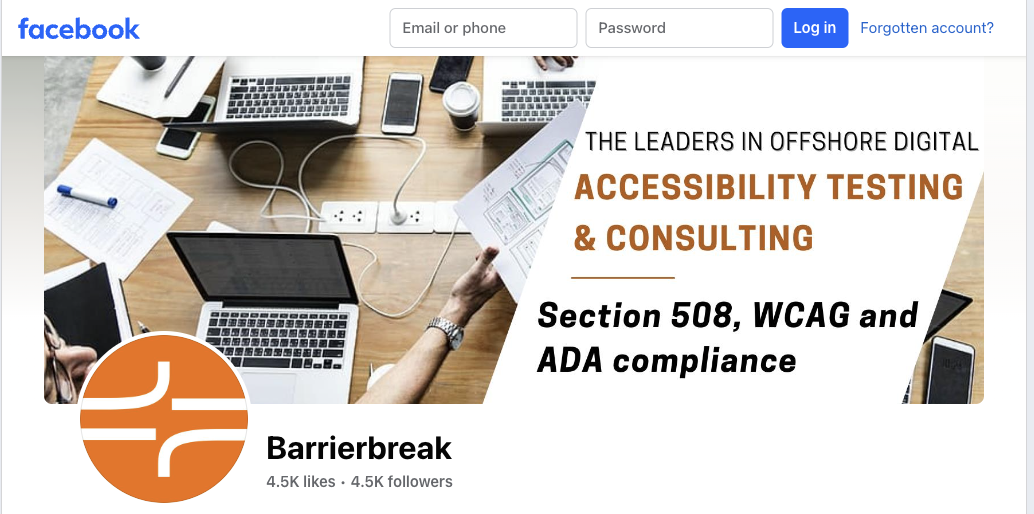 facebook
Email or phone
Password
Log in
Forgotten account?
THE LEADERS IN OFFSHORE DIGITAL
ACCESSIBILITY TESTING
& CONSULTING
Section 508, WCAG and
ADA compliance
Barrierbreak
4.5K likes • 4.5K followers